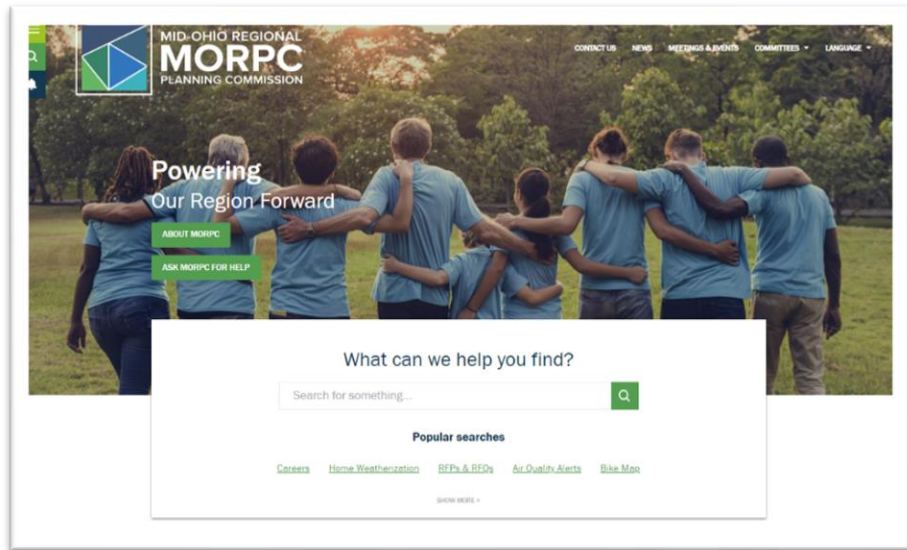 MID-OHIO REGIONAL
MORPC
PLANNING COMMISSION
CONTACT US NEWS MEETINGS & EVENTS COMMITTEES LANGUAGE
Powering
Our Region Forward
ABOUT MORPC
ASK MORPC FOR HELP
What can we help you find?
Search for something...
Popular searches
Careers Home Weatherization RFPs & RFQs Air Quality Alerts Bike Map
SHOW MORE +